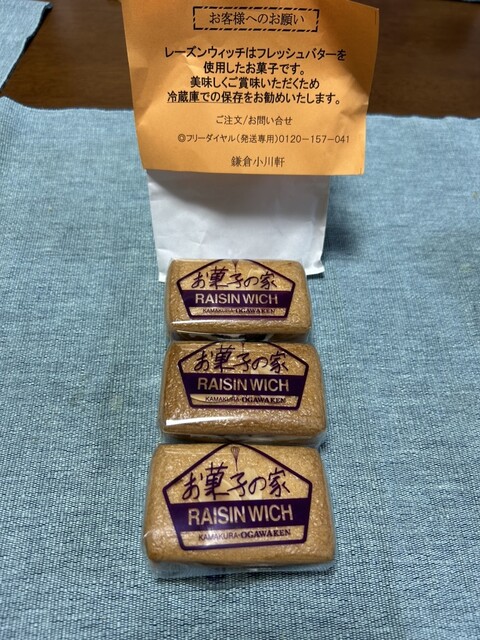 お客様へのお願い
レーズンウィッチはフレッシュバターを
使用したお菓子です。
美味しくご賞味いただくため
冷蔵庫での保存をお勧めいたします。
ご注文/お問い合せ
◎フリーダイヤル(発送専用)0120-157-041
鎌倉小川軒
お菓子の家
RAISIN WICH
KAMAKURA-OGAWAKEN
お菓子の家
RAISIN WICH
KAMAKURA-OGAWAKEN
お菓子の家
RAISIN WICH
KAMAKURA-OGAWAKEN